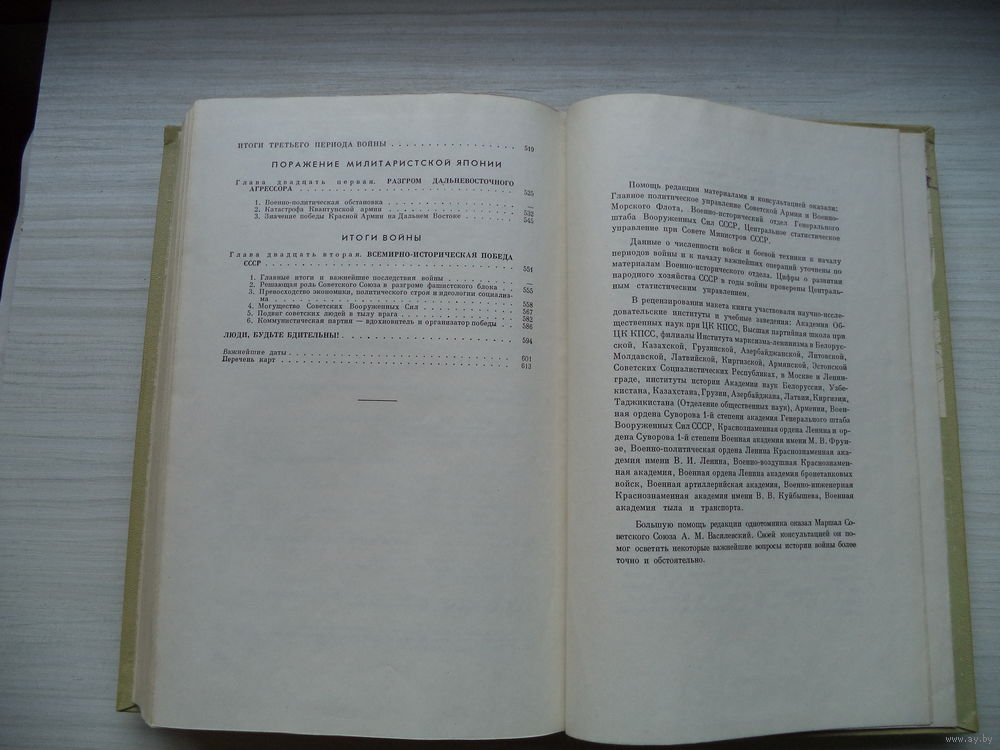 ИТОГИ ТРЕТЬЕГО ПЕРИОДА ВОЙНЫ . . . . . . . . . . . . . . 519
ПОРАЖЕНИЕ МИЛИТАРИСТСКОЙ ЯПОНИИ
Глава двадцать первая. РАЗГРОМ ДАЛЬНЕВОСТОЧНОГО
АГРЕССОРА . . . . . . . . . . . . . . . . . . . . . . . . 525
1. Военно-политическая обстановка . . . . . . . . . . . . —
2. Катастрофа Квантунской армии . . . . . . . . . . . . 532
3. Значение победы Красной Армии на Дальнем Востоке . . . . . 545
ИТОГИ ВОЙНЫ
Глава двадцать вторая. ВСЕМИРНО-ИСТОРИЧЕСКАЯ ПОБЕДА
СССР . . . . . . . . . . . . . . . . . . . . . . . . . . 551
1. Главные итоги и важнейшие последствия войны . . . . . . . —
2. Решающая роль Советского Союза в разгроме фашистского блока . 555
3. Превосходство экономики, политического строя и идеологии социализ-
ма . . . . . . . . . . . . . . . . . . . . . . . . . . . 558
4. Могущество Советских Вооруженных Сил . . . . . . . . . 567
5. Подвиг советских людей в тылу врага . . . . . . . . . . 582
6. Коммунистическая партия — вдохновитель и организатор победы . . 586
ЛЮДИ, БУДЬТЕ БДИТЕЛЬНЫ! . . . . . . . . . . . . . . . . . 594
Важнейшие даты . . . . . . . . . . . . . . . . . . . . . 601
Перечень карт . . . . . . . . . . . . . . . . . . . . . . 613
Помощь редакции материалами и консультацией оказали:
Главное политическое управление Советской Армии и Военно-
Морского Флота, Военно-исторический отдел Генерального
штаба Вооруженных Сил СССР, Центральное статистическое
управление при Совете Министров СССР.
Данные о численности войск и боевой техники к началу
периодов войны и к началу важнейших операций уточнены по
материалам Военно-исторического отдела. Цифры о развитии
народного хозяйства СССР в годы войны проверены Централь-
ным статистическим управлением.
В рецензировании макета книги участвовали научно-иссле-
довательские институты и учебные заведения: Академия Об-
щественных наук при ЦК КПСС, Высшая партийная школа при
ЦК КПСС, филиалы Института марксизма-ленинизма в Белорус-
ской, Казахской, Грузинской, Азербайджанской, Литовской,
Молдавской, Латвийской, Киргизской, Армянской, Эстонской
Советских Социалистических Республиках, в Москве и Ленин-
граде, институты истории Академии наук Белоруссии, Узбе-
кистана, Казахстана, Грузии, Азербайджана, Латвии, Киргизии,
Таджикистана (Отделение общественных наук), Армении, Воен-
ная ордена Суворова 1-й степени академия Генерального штаба
Вооруженных Сил СССР, Краснознаменная ордена Ленина и ор-
дена Суворова 1-й степени Военная академия имени М. В. Фрун-
зе, Военно-политическая ордена Ленина Краснознаменная ака-
демия имени В. И. Ленина, Военно-воздушная Краснознамен-
ная академия, Военная ордена Ленина академия бронетанковых
войск, Военная артиллерийская академия, Военно-инженерная
Краснознаменная академия имени В. В. Куйбышева, Военная
академия тыла и транспорта.
Большую помощь редакции однотомника оказал Маршал Со-
ветского Союза А. М. Василевский. Своей консультацией он по-
мог осветить некоторые важнейшие вопросы истории войны более
точно и обстоятельно.
www.ay.by